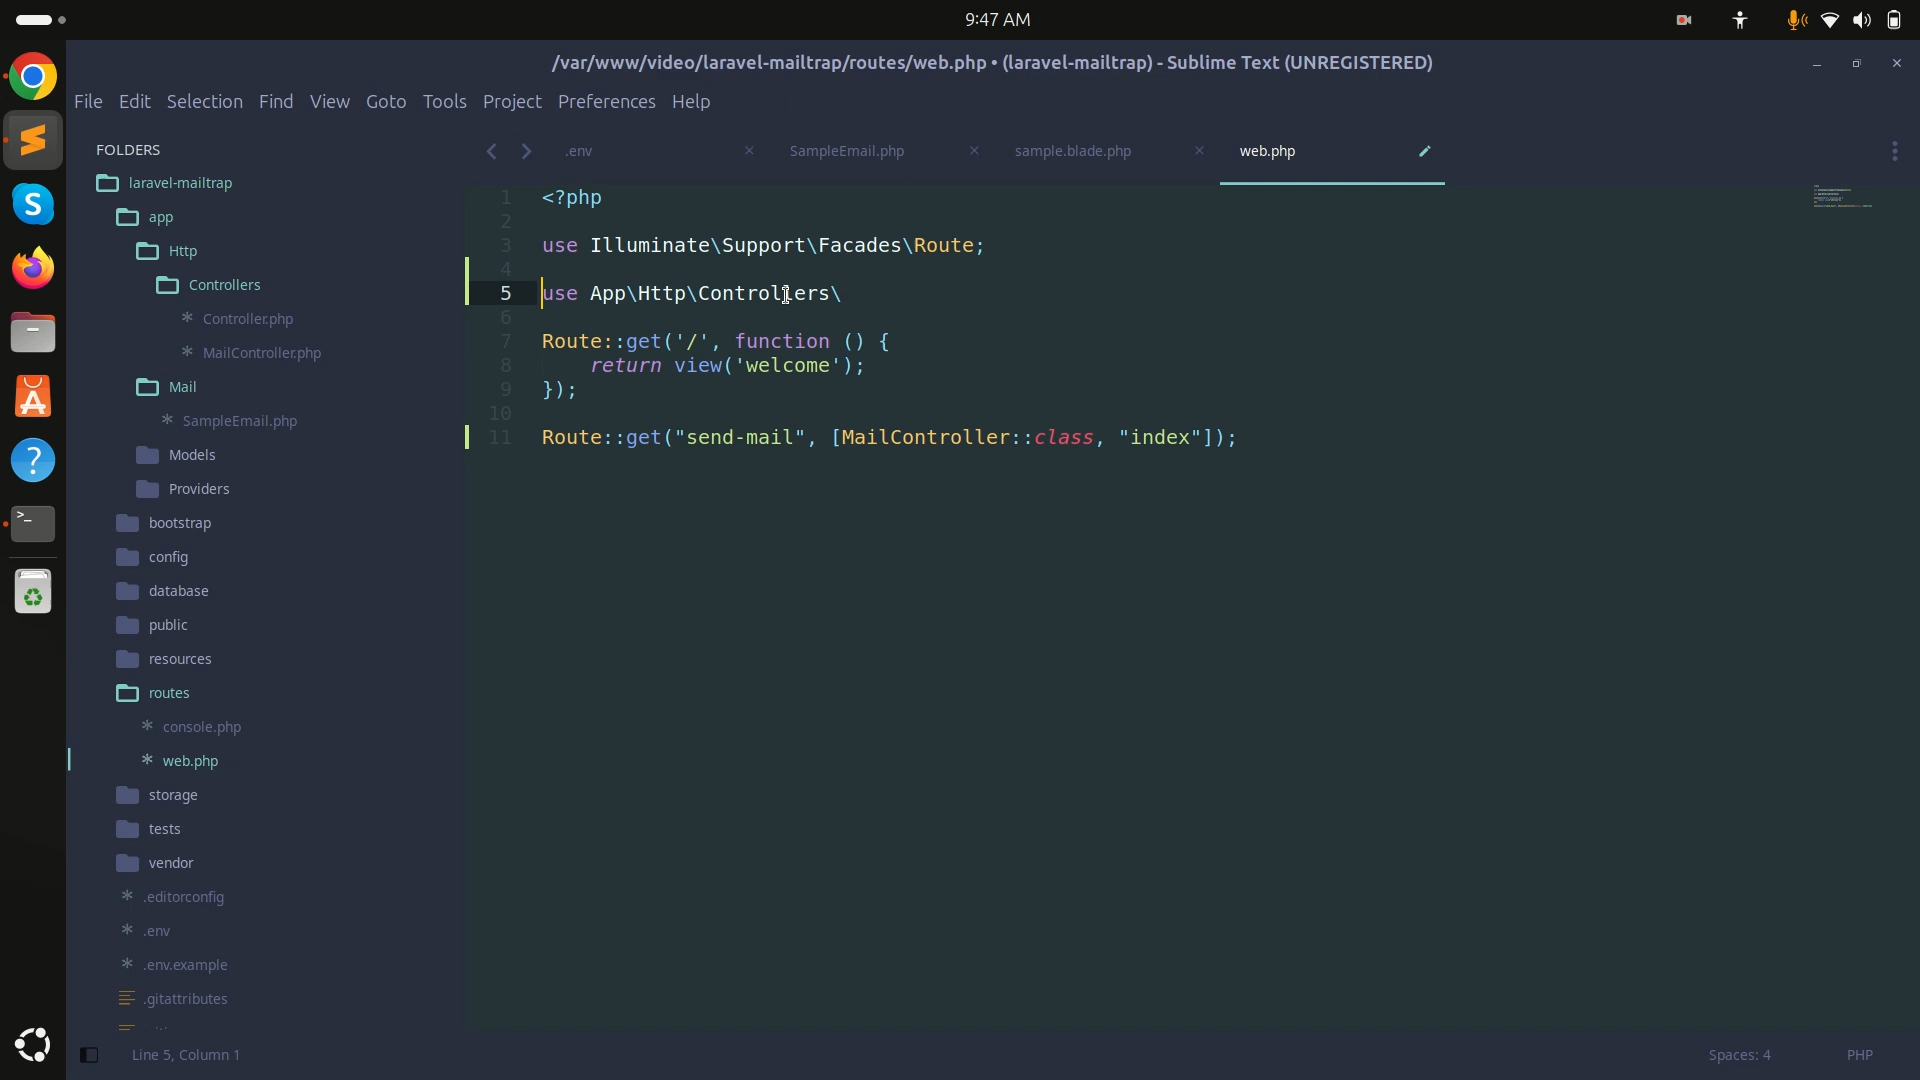 9:47 AM
/var/www/video/laravel-mailtrap/routes/web.php • (laravel-mailtrap) - Sublime Text (UNREGISTERED)
File Edit Selection Find View Goto Tools Project Preferences Help
FOLDERS
laravel-mailtrap
app
Http
Controllers
Controller.php
MailController.php
Mail
SampleEmail.php
Models
Providers
bootstrap
config
database
public
resources
routes
console.php
web.php
storage
tests
vendor
.editorconfig
.env
.env.example
.gitattributes
.env SampleEmail.php sample.blade.php web.php
1 <?php
2
3 use Illuminate\Support\Facades\Route;
4
5 use App\Http\Controllers\
6
7 Route::get('/', function () {
8 return view('welcome');
9 });
10
11 Route::get("send-mail", [MailController::class, "index"]);
Line 5, Column 1
Spaces: 4
PHP